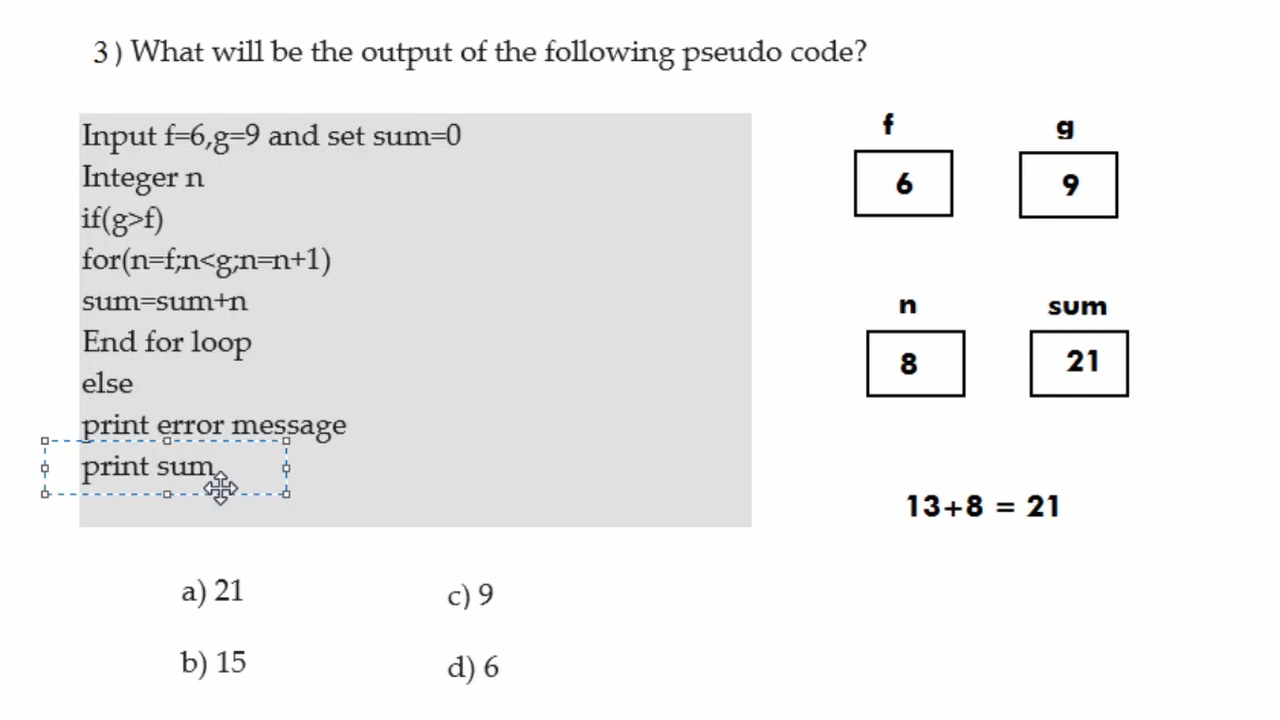 3) What will be the output of the following pseudo code?
Input f=6,g=9 and set sum=0
Integer n
if(g>f)
for(n=f;n<g;n=n+1)
sum=sum+n
End for loop
else
print error message
print sum
f g
6 9
n sum
8 21
13+8 = 21
a) 21 c) 9
b) 15 d) 6